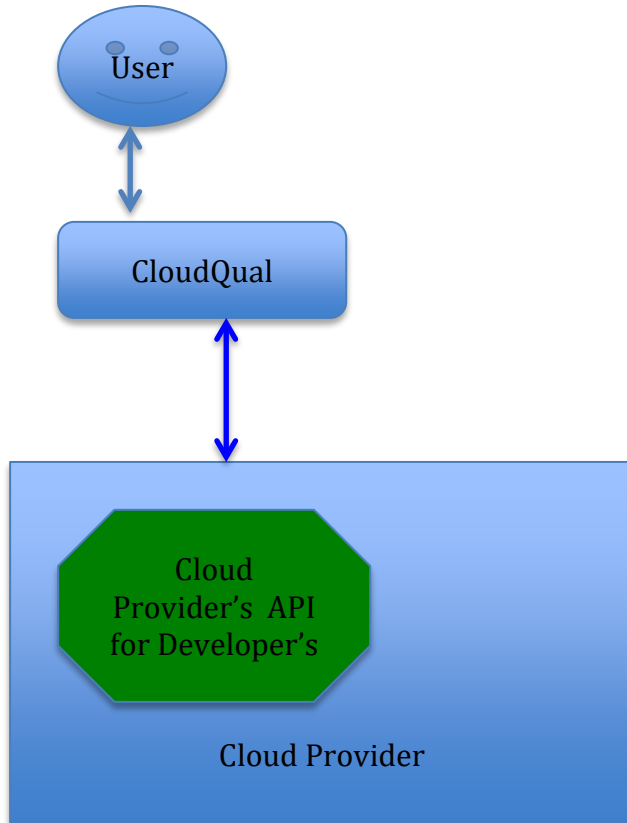 User
CloudQual
Cloud
Provider’s API
for Developer’s
Cloud Provider